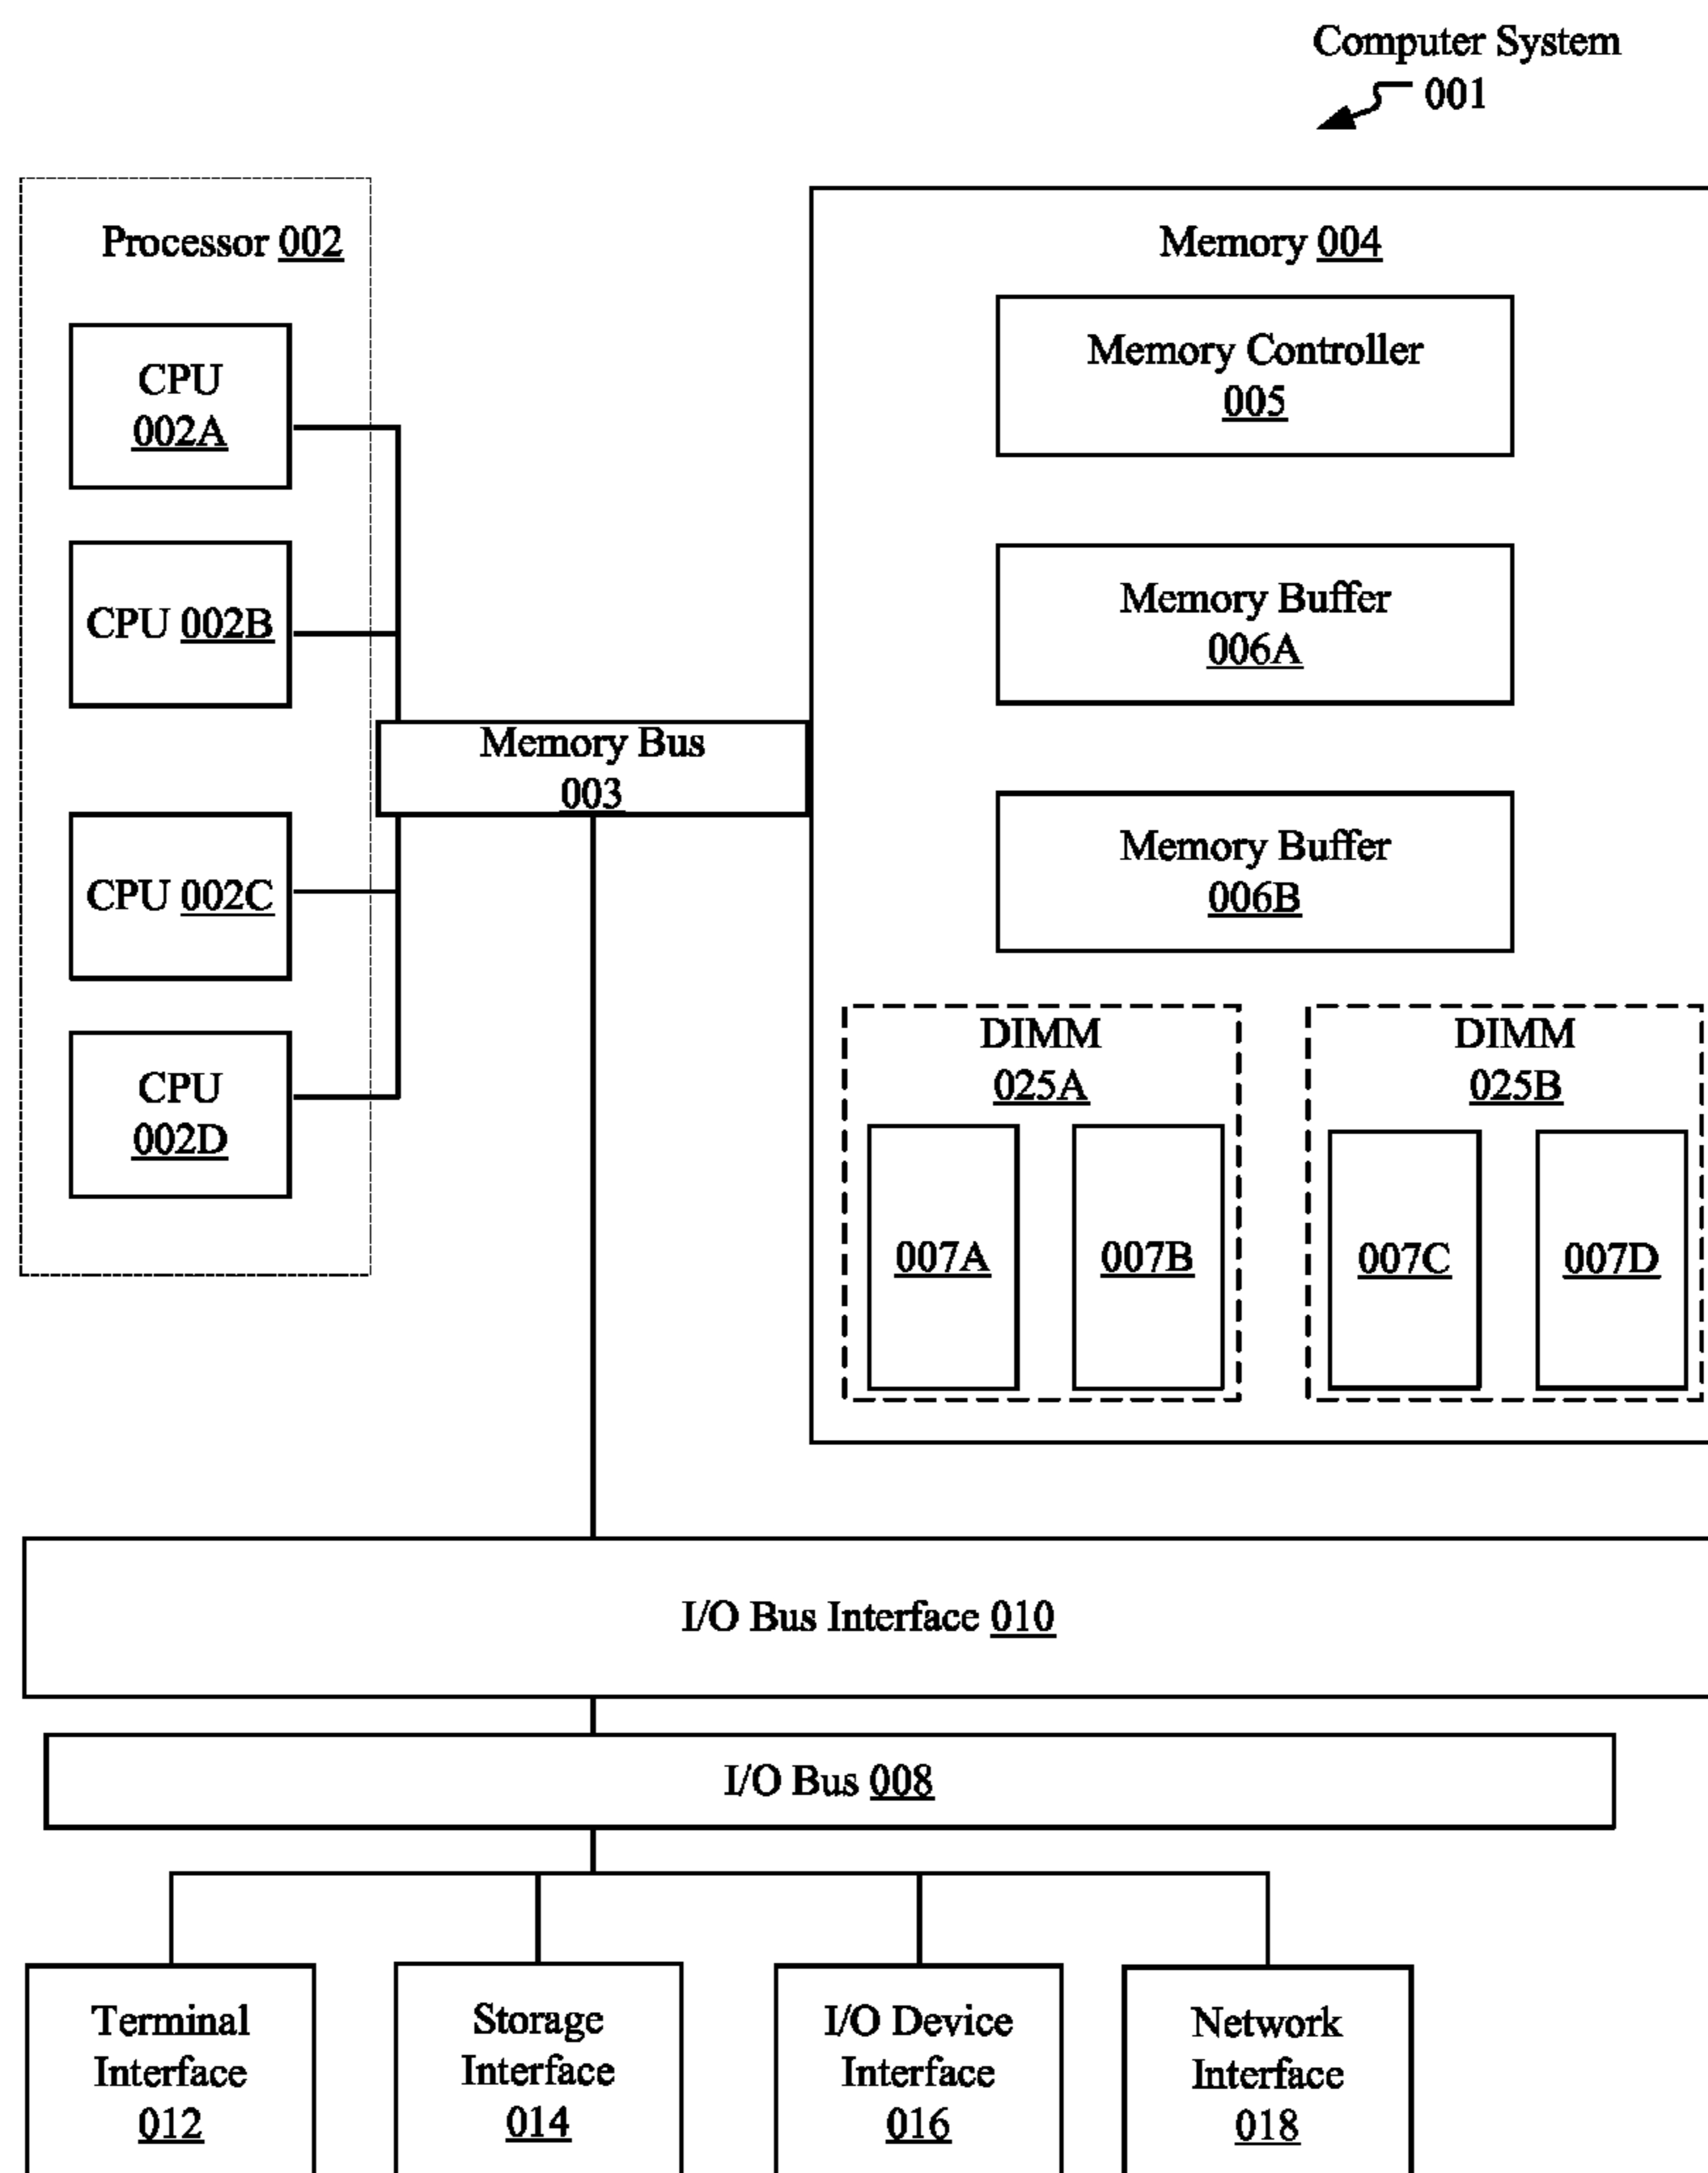 Computer System
001
Processor 002
CPU
002A
CPU 002B
CPU 002C
CPU
002D
Memory Bus
003
Memory 004
Memory Controller
005
Memory Buffer
006A
Memory Buffer
006B
DIMM
025A
007A
007B
DIMM
025B
007C
007D
I/O Bus Interface 010
I/O Bus 008
Terminal
Interface
012
Storage
Interface
014
I/O Device
Interface
016
Network
Interface
018